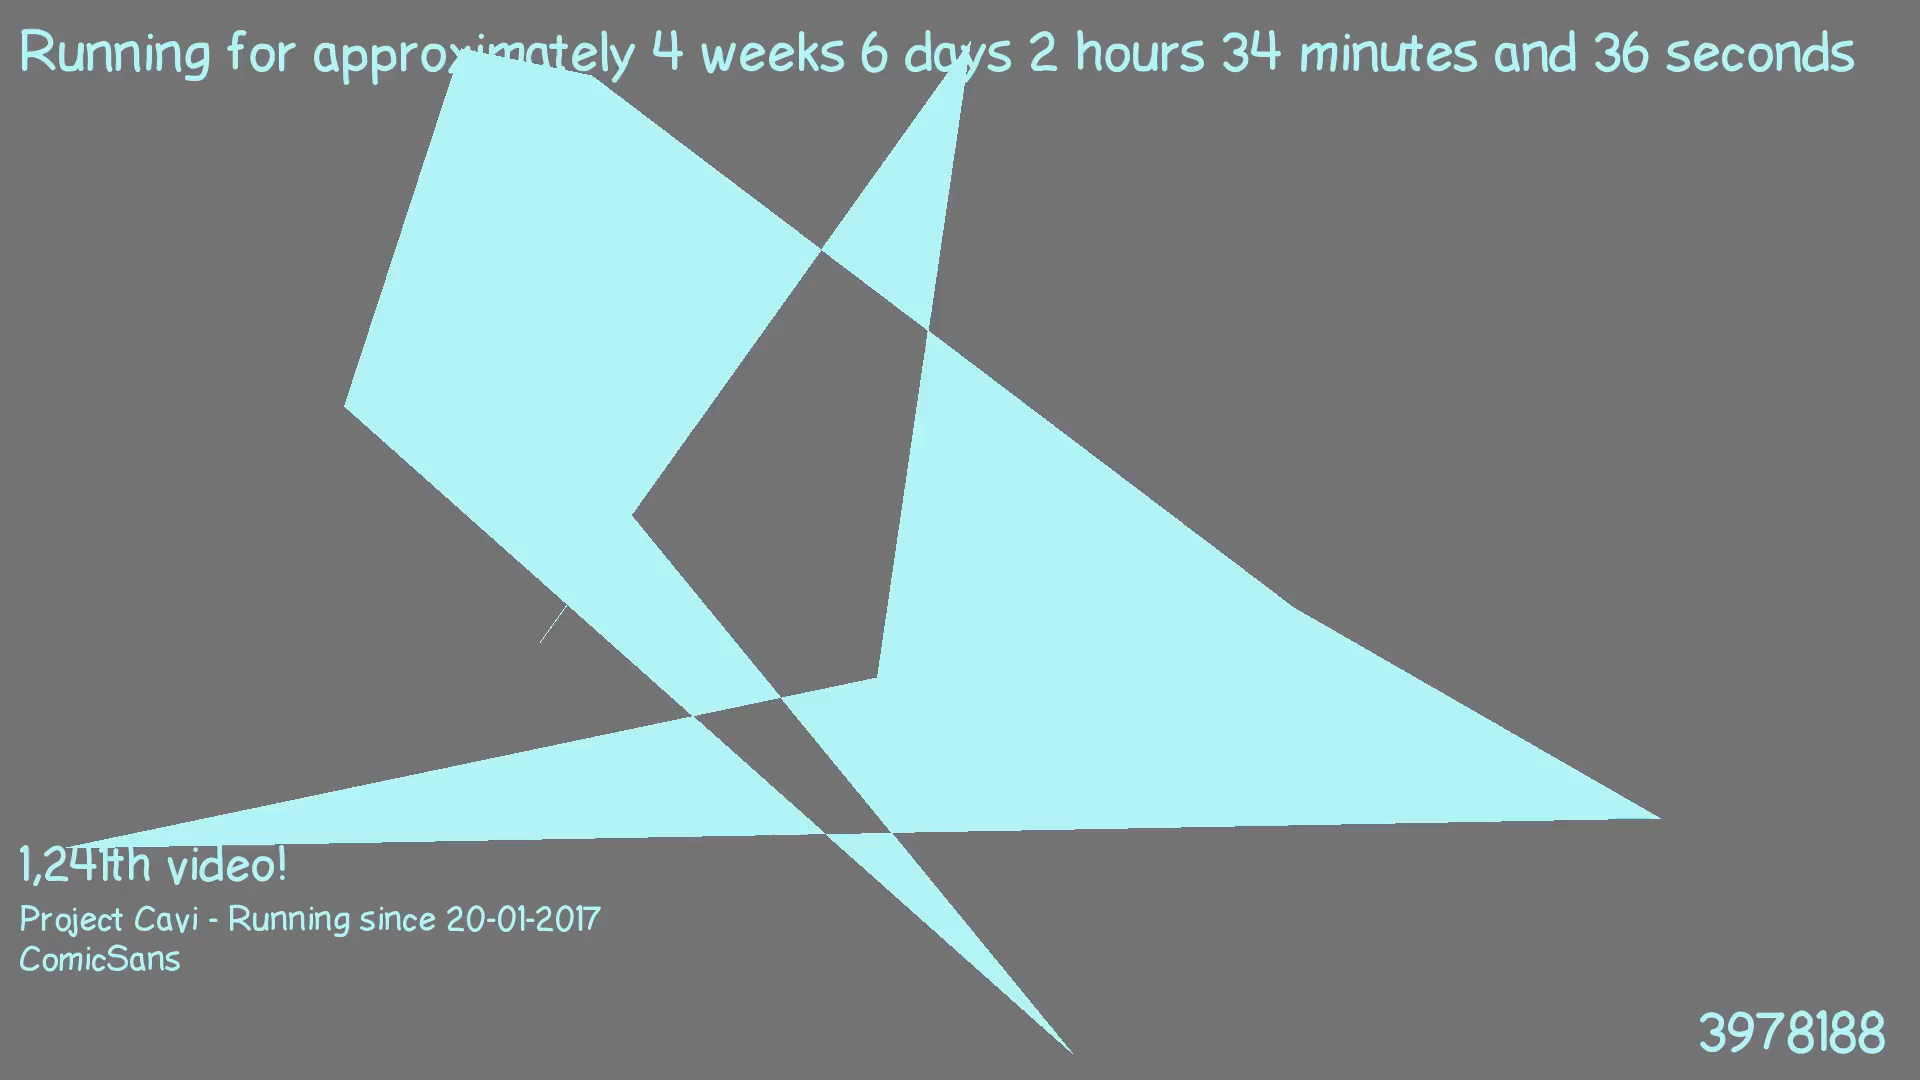 Running for approximately 4 weeks 6 days 2 hours 34 minutes and 36 seconds
1,241th video!
Project Cavi - Running since 20-01-2017
ComicSans
3978188